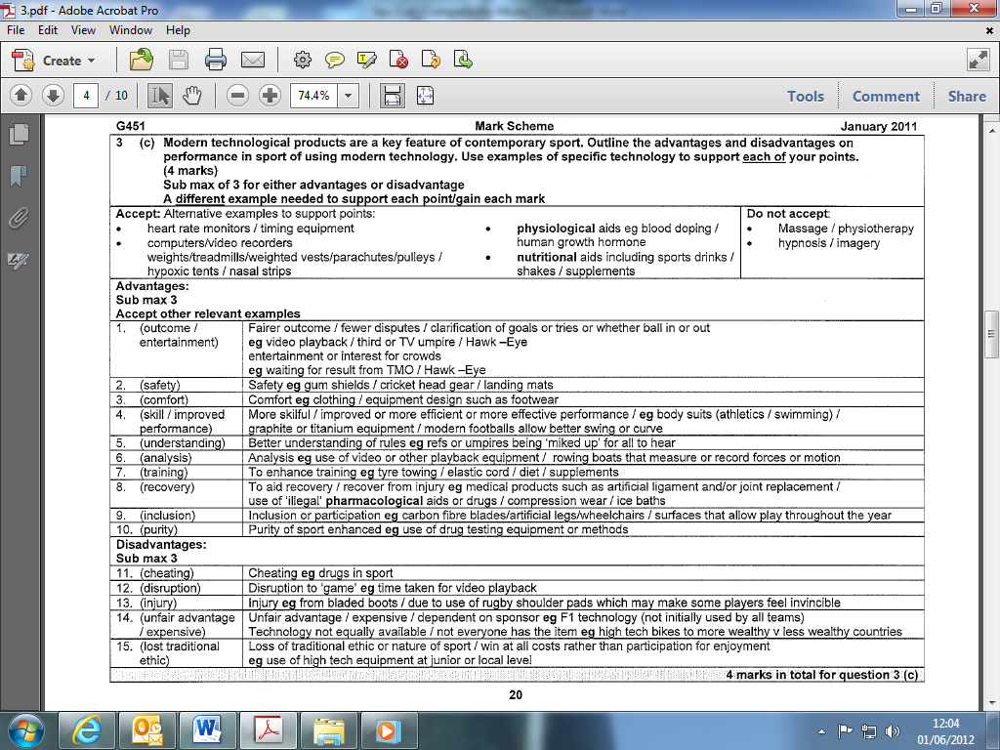 3.pdf - Adobe Acrobat Pro
File Edit View Window Help
Create
4 / 10
74.4%
Tools Comment Share
G451 Mark Scheme January 2011
3 (c) Modern technological products are a key feature of contemporary sport. Outline the advantages and disadvantages on
performance in sport of using modern technology. Use examples of specific technology to support each of your points.
(4 marks)
Sub max of 3 for either advantages or disadvantage
A different example needed to support each point/gain each mark
Accept: Alternative examples to support points:
• heart rate monitors / timing equipment
• computers/video recorders
weights/treadmills/weighted vests/parachutes/pulleys /
hypoxic tents / nasal strips
• physiological aids eg blood doping /
human growth hormone
• nutritional aids including sports drinks /
shakes / supplements
Do not accept:
• Massage / physiotherapy
• hypnosis / imagery
Advantages:
Sub max 3
Accept other relevant examples
1. (outcome / Fairer outcome / fewer disputes / clarification of goals or tries or whether ball in or out
entertainment) eg video playback / third or TV umpire / Hawk –Eye
entertainment or interest for crowds
eg waiting for result from TMO / Hawk –Eye
2. (safety) Safety eg gum shields / cricket head gear / landing mats
3. (comfort) Comfort eg clothing / equipment design such as footwear
4. (skill / improved More skilful / improved or more efficient or more effective performance / eg body suits (athletics / swimming) /
performance) graphite or titanium equipment / modern footballs allow better swing or curve
5. (understanding) Better understanding of rules eg refs or umpires being 'miked up' for all to hear
6. (analysis) Analysis eg use of video or other playback equipment / rowing boats that measure or record forces or motion
7. (training) To enhance training eg tyre towing / elastic cord / diet / supplements
8. (recovery) To aid recovery / recover from injury eg medical products such as artificial ligament and/or joint replacement /
use of 'illegal' pharmacological aids or drugs / compression wear / ice baths
9. (inclusion) Inclusion or participation eg carbon fibre blades/artificial legs/wheelchairs / surfaces that allow play throughout the year
10. (purity) Purity of sport enhanced eg use of drug testing equipment or methods
Disadvantages:
Sub max 3
11. (cheating) Cheating eg drugs in sport
12. (disruption) Disruption to 'game' eg time taken for video playback
13. (injury) Injury eg from bladed boots / due to use of rugby shoulder pads which may make some players feel invincible
14. (unfair advantage Unfair advantage / expensive / dependent on sponsor eg F1 technology (not initially used by all teams)
/ expensive) Technology not equally available / not everyone has the item eg high tech bikes to more wealthy v less wealthy countries
15. (lost traditional Loss of traditional ethic or nature of sport / win at all costs rather than participation for enjoyment
ethic) eg use of high tech equipment at junior or local level
4 marks in total for question 3 (c)
20
12:04
01/06/2012